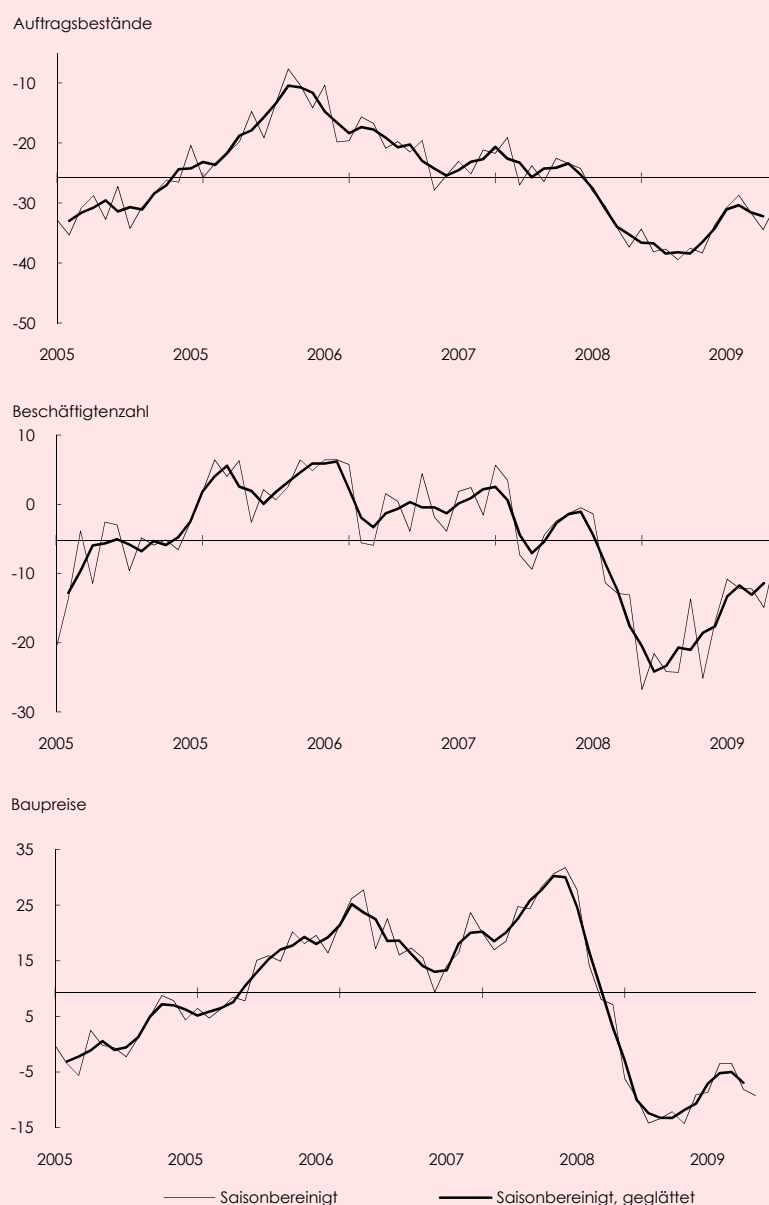 Auftragsbestände
-10
-20
-30
-40
-50
2005 2005 2006 2007 2008 2009
Beschäftigtenzahl
10
0
-10
-20
-30
2005 2005 2006 2007 2008 2009
Baupreise
35
25
15
5
-5
-15
2005 2005 2006 2007 2008 2009
Saisonbereinigt Saisonbereinigt, geglättet